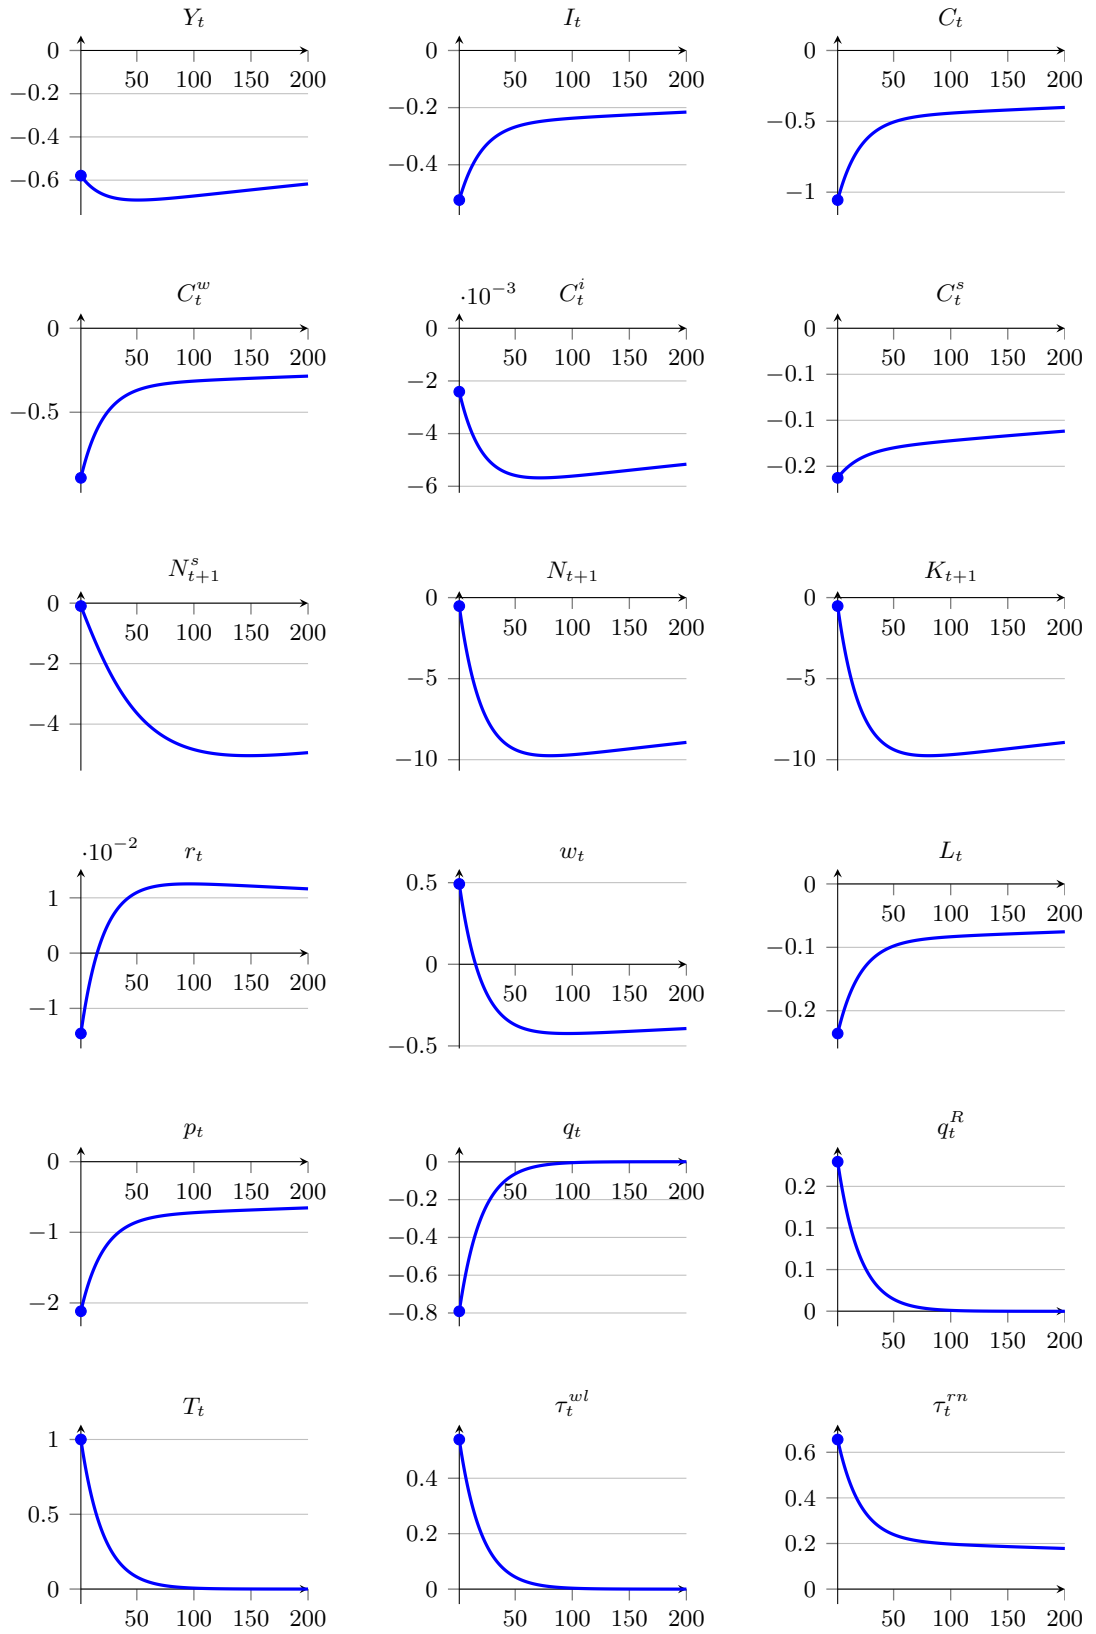 Y_t I_t C_t
0 −0.2 −0.4 −0.6 50 100 150 200
0 −0.2 −0.4 50 100 150 200
0 −0.5 −1 50 100 150 200
C_t^w ·10^{−3} C_t^i C_t^s
0 −0.5 50 100 150 200
0 −2 −4 −6 50 100 150 200
0 −0.1 −0.1 −0.2 50 100 150 200
N_{t+1}^s N_{t+1} K_{t+1}
0 −2 −4 50 100 150 200
0 −5 −10 50 100 150 200
0 −5 −10 50 100 150 200
·10^{−2} r_t w_t L_t
1 0 −1 50 100 150 200
0.5 0 −0.5 50 100 150 200
0 −0.1 −0.2 50 100 150 200
p_t q_t q_t^R
0 −1 −2 50 100 150 200
0 −0.2 −0.4 −0.6 −0.8 50 100 150 200
0.2 0.1 0.1 0 50 100 150 200
T_t τ_t^{wl} τ_t^{rn}
1 0.5 0 50 100 150 200
0.4 0.2 0 50 100 150 200
0.6 0.4 0.2 0 50 100 150 200